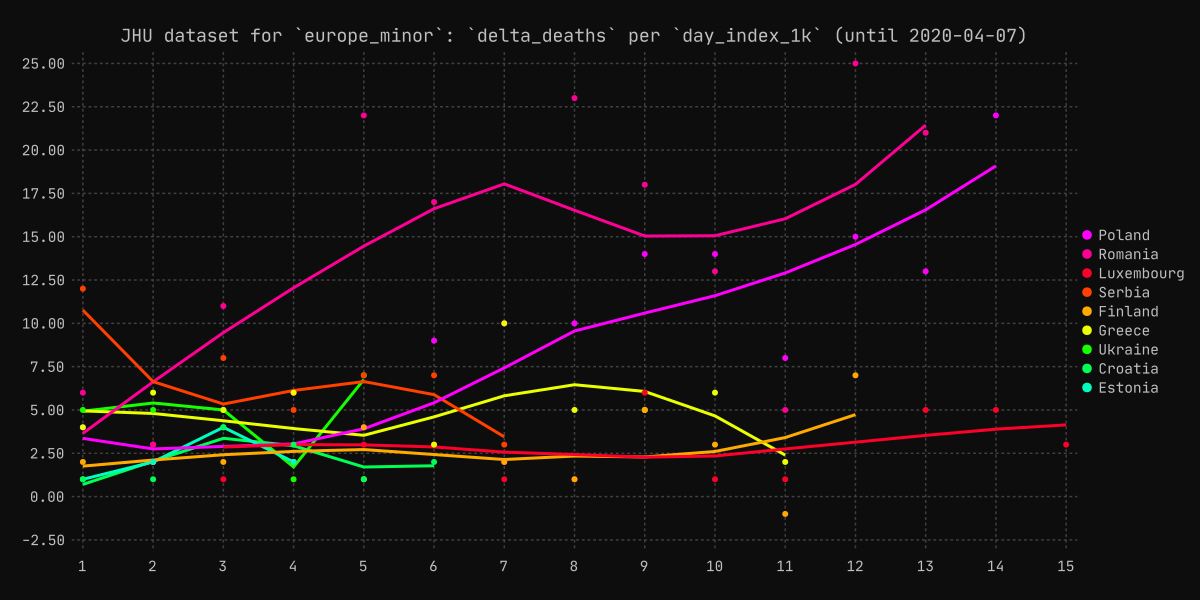 JHU dataset for `europe_minor`: `delta_deaths` per `day_index_1k` (until 2020-04-07)
25.00
22.50
20.00
17.50
15.00
12.50
10.00
7.50
5.00
2.50
0.00
-2.50
1 2 3 4 5 6 7 8 9 10 11 12 13 14 15
Poland
Romania
Luxembourg
Serbia
Finland
Greece
Ukraine
Croatia
Estonia